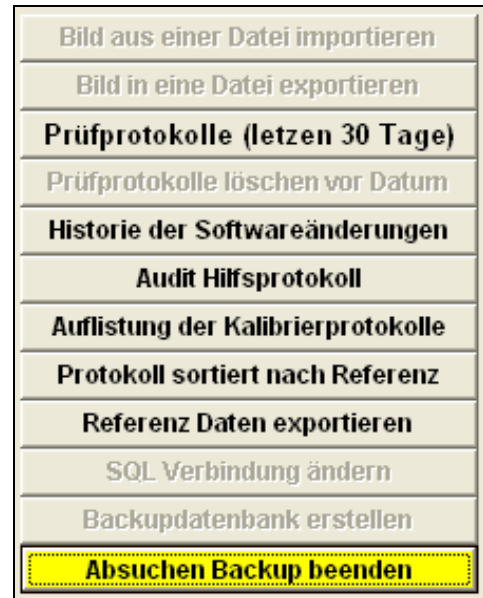 Bild aus einer Datei importieren
Bild in eine Datei exportieren
Prüfprotokolle (letzen 30 Tage)
Prüfprotokolle löschen vor Datum
Historie der Softwareänderungen
Audit Hilfsprotokoll
Auflistung der Kalibrierprotokolle
Protokoll sortiert nach Referenz
Referenz Daten exportieren
SQL Verbindung ändern
Backupdatenbank erstellen
Absuchen Backup beenden